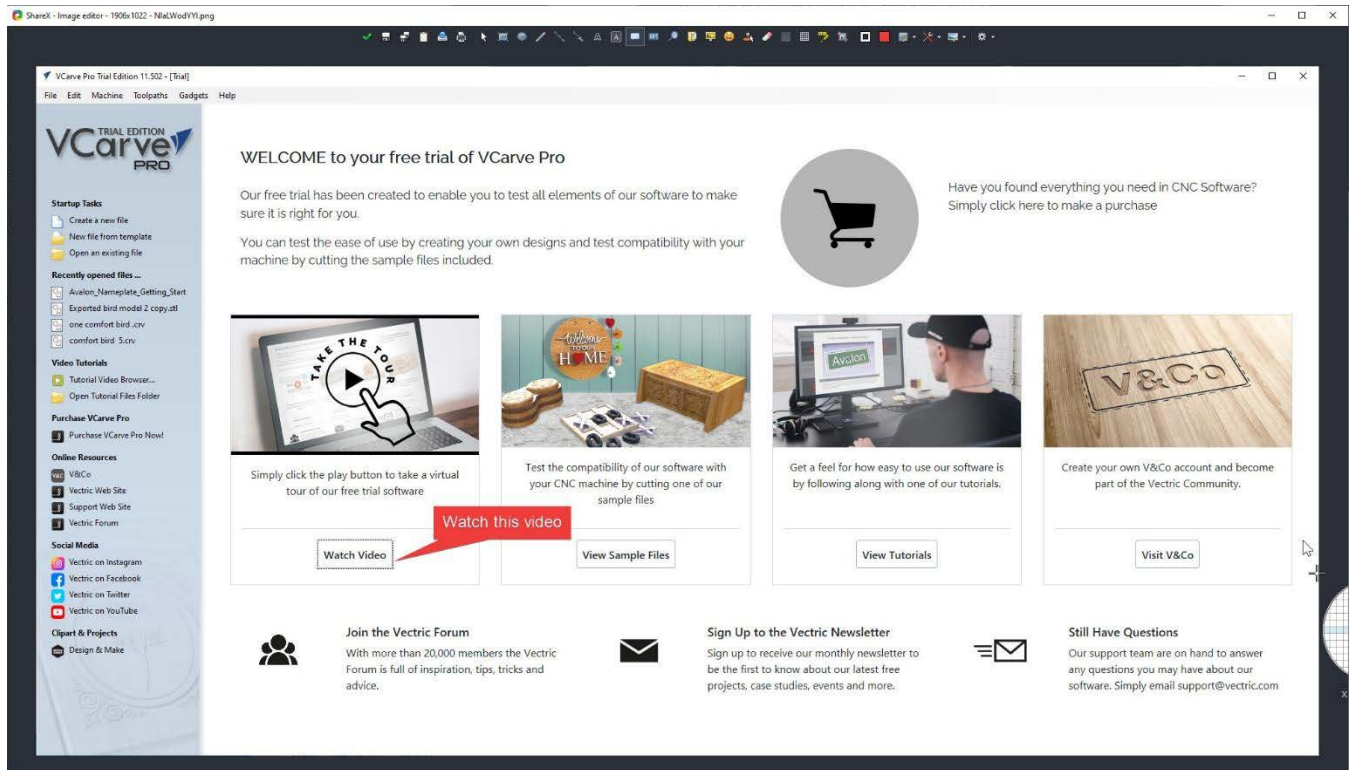 ShareX - Image editor - 1906x1022 - NlaLWodVYI.png
VCarve Pro Trial Edition 11.502 - [Trial]
File Edit Machine Toolpaths Gadgets Help
TRIAL EDITION
VCarve
PRO
Startup Tasks
Create a new file
New file from template
Open an existing file
Recently opened files ...
Avalon_Nameplate_Getting_Start
Exported bird model 2 copy.stl
one comfort bird .crv
comfort bird 5.crv
Video Tutorials
Tutorial Video Browser...
Open Tutorial Files Folder
Purchase VCarve Pro
Purchase VCarve Pro Now!
Online Resources
V&Co
Vectric Web Site
Support Web Site
Vectric Forum
Social Media
Vectric on Instagram
Vectric on Facebook
Vectric on Twitter
Vectric on YouTube
Clipart & Projects
Design & Make
WELCOME to your free trial of VCarve Pro
Our free trial has been created to enable you to test all elements of our software to make
sure it is right for you.
You can test the ease of use by creating your own designs and test compatibility with your
machine by cutting the sample files included.
Have you found everything you need in CNC Software?
Simply click here to make a purchase
TAKE THE TOUR
Simply click the play button to take a virtual
tour of our free trial software
Watch this video
Watch Video
Welcome
TO OUR
HOME
Test the compatibility of our software with
your CNC machine by cutting one of our
sample files
View Sample Files
Avalon
Get a feel for how easy to use our software is
by following along with one of our tutorials.
View Tutorials
V&Co
Create your own V&Co account and become
part of the Vectric Community.
Visit V&Co
Join the Vectric Forum
With more than 20,000 members the Vectric
Forum is full of inspiration, tips, tricks and
advice.
Sign Up to the Vectric Newsletter
Sign up to receive our monthly newsletter to
be the first to know about our latest free
projects, case studies, events and more.
Still Have Questions
Our support team are on hand to answer
any questions you may have about our
software. Simply email support@vectric.com